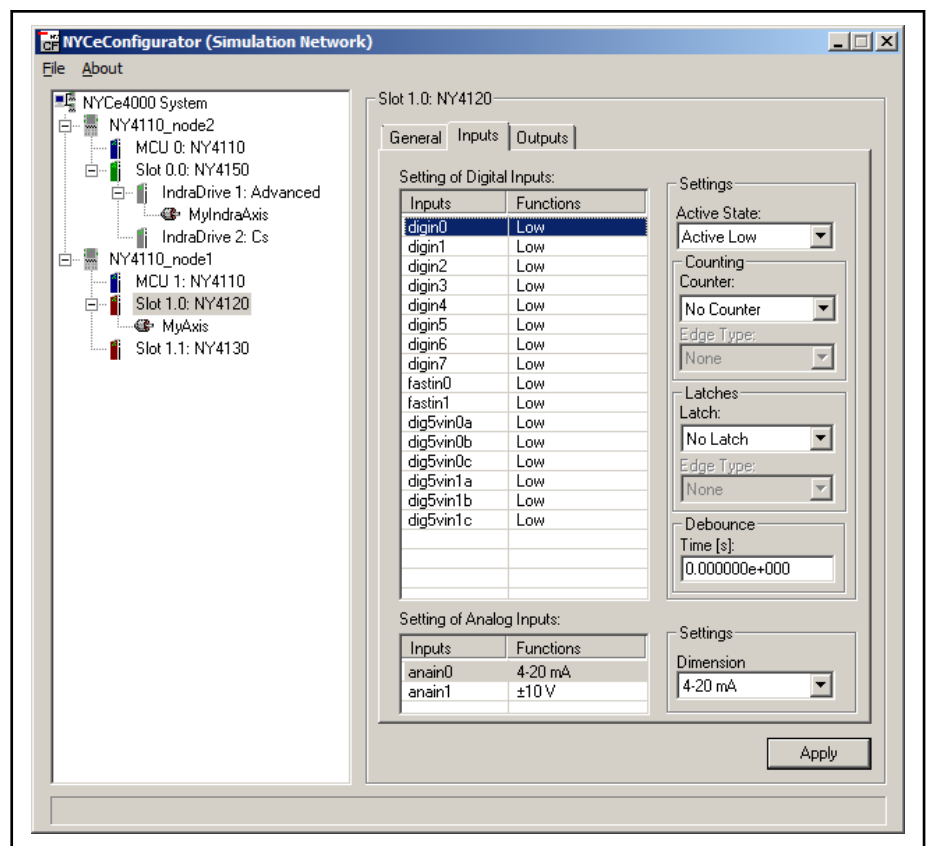 NYCeConfigurator (Simulation Network)
File About
NYCe4000 System
NY4110_node2
MCU 0: NY4110
Slot 0.0: NY4150
IndraDrive 1: Advanced
MyIndraAxis
IndraDrive 2: Cs
NY4110_node1
MCU 1: NY4110
Slot 1.0: NY4120
MyAxis
Slot 1.1: NY4130
Slot 1.0: NY4120
General Inputs Outputs
Setting of Digital Inputs:
Inputs Functions
digin0 Low
digin1 Low
digin2 Low
digin3 Low
digin4 Low
digin5 Low
digin6 Low
digin7 Low
fastin0 Low
fastin1 Low
dig5vin0a Low
dig5vin0b Low
dig5vin0c Low
dig5vin1a Low
dig5vin1b Low
dig5vin1c Low
Settings
Active State:
Active Low
Counting
Counter:
No Counter
Edge Type:
None
Latches
Latch:
No Latch
Edge Type:
None
Debounce
Time [s]:
0.000000e+000
Setting of Analog Inputs:
Inputs Functions
anain0 4-20 mA
anain1 ±10 V
Settings
Dimension
4-20 mA
Apply